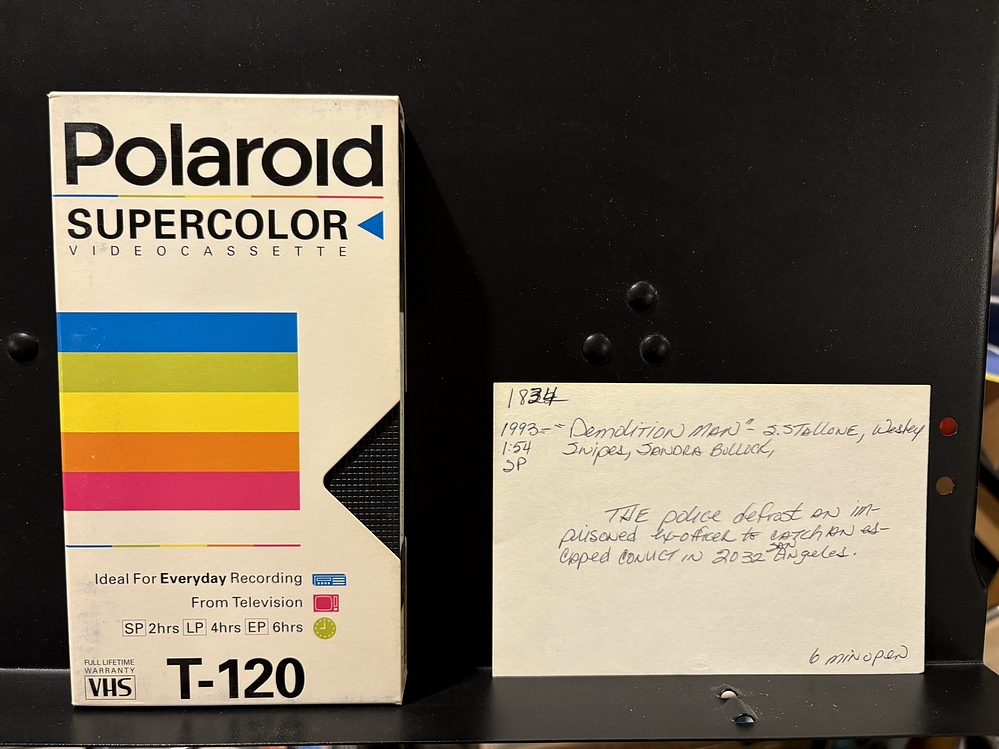 Polaroid
SUPERCOLOR
VIDEOCASSETTE
Ideal For Everyday Recording
From Television
SP 2hrs LP 4hrs EP 6hrs
FULL LIFETIME
WARRANTY
VHS
T-120
1834
1993- "Demolition MAN" - S. STALLONE, Wesley
1:54 Snipes, SANDRA BULLOCK,
SP
THE police defrost AN im-
prisoned ex-officer to CATCH AN es-
CAped CONVICT in 2032 SAN Angeles.
6 min open